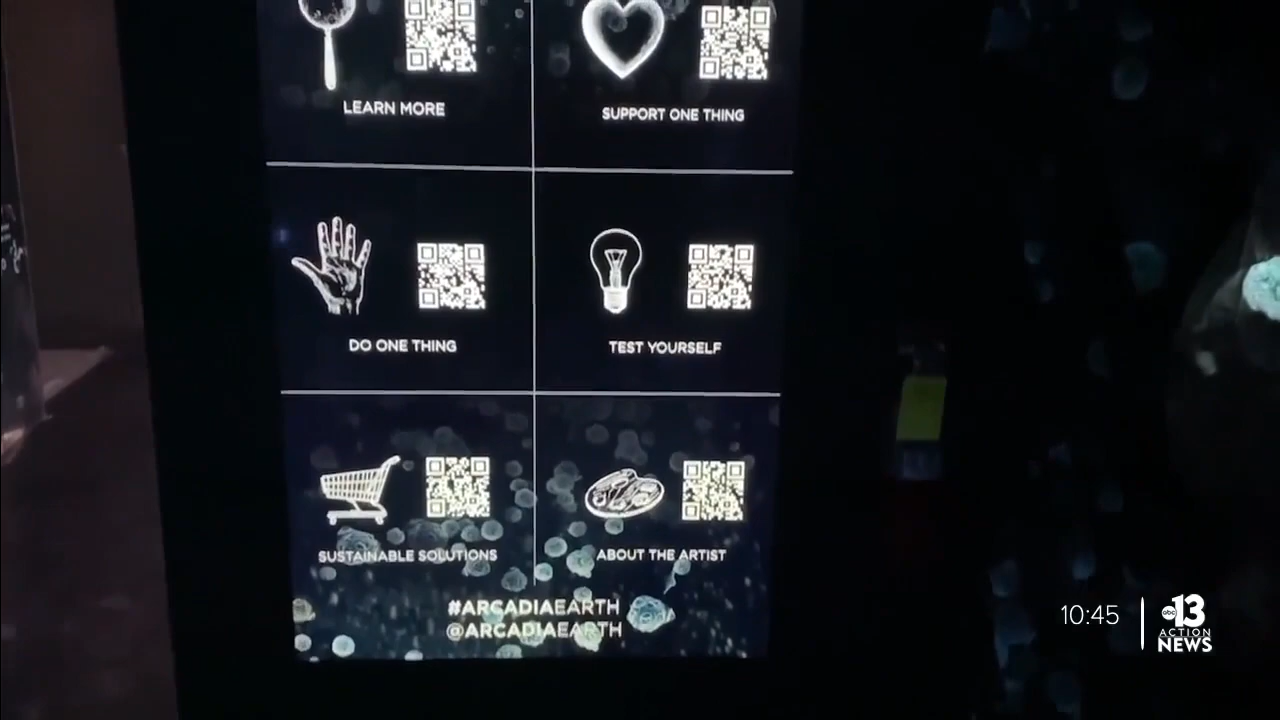 LEARN MORE
SUPPORT ONE THING
DO ONE THING
TEST YOURSELF
SUSTAINABLE SOLUTIONS
ABOUT THE ARTIST
#ARCADIAEARTH
@ARCADIAEARTH
10:45
abc 13
ACTION
NEWS